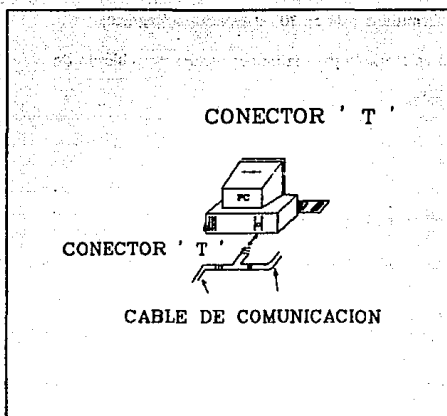 CONECTOR ' T '
PC
CONECTOR ' T '
CABLE DE COMUNICACION